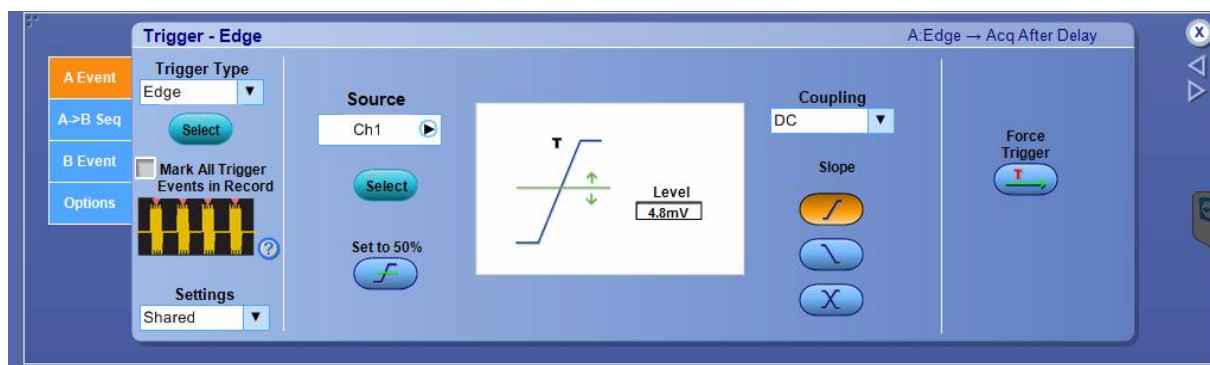 Trigger - Edge
A:Edge → Acq After Delay
X
A Event
A->B Seq
B Event
Options
Trigger Type
Edge
Select
Mark All Trigger
Events in Record
?
Settings
Shared
Source
Ch1
Select
Set to 50%
T
Level
4.8mV
Coupling
DC
Slope
Force
Trigger
T